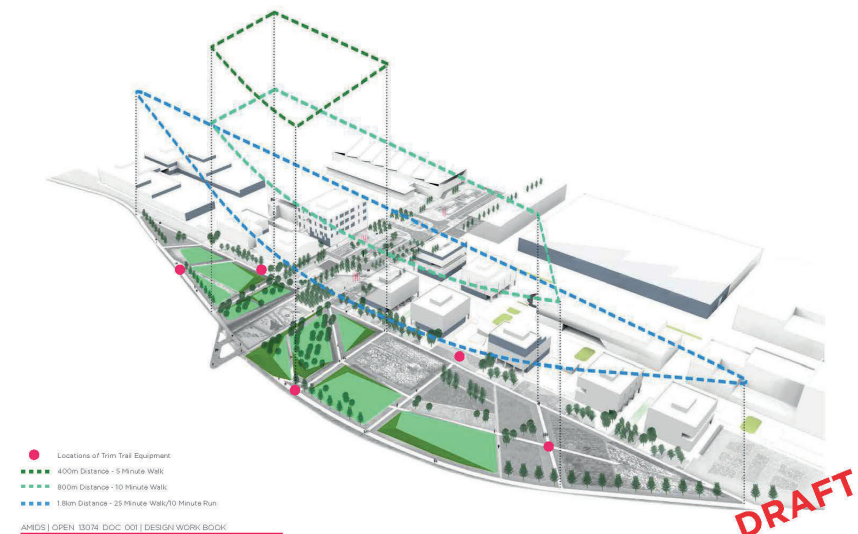 Locations of Trim Trail Equipment
400m Distance - 5 Minute Walk
800m Distance - 10 Minute Walk
1.8km Distance - 25 Minute Walk/10 Minute Run
AMIDS | OPEN 13074 DOC 001 | DESIGN WORK BOOK
DRAFT